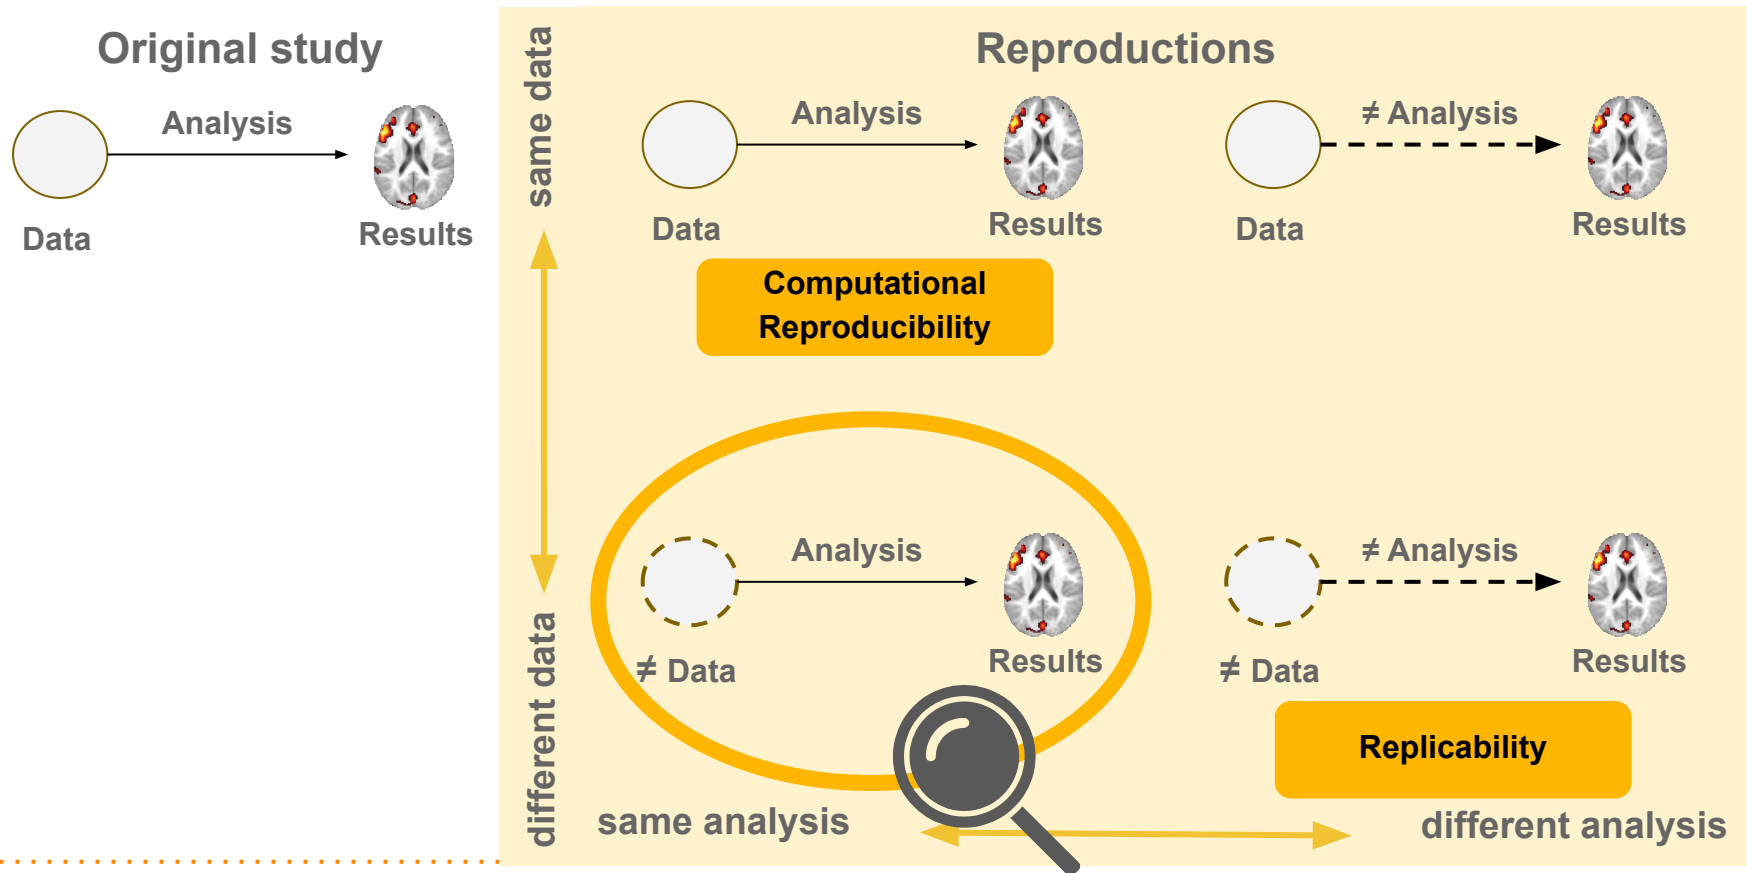 Original study
Analysis
Data
Results
same data
different data
Reproductions
Analysis
Data
Results
≠ Analysis
Data
Results
Computational
Reproducibility
Analysis
≠ Data
Results
≠ Analysis
≠ Data
Results
Replicability
same analysis
different analysis